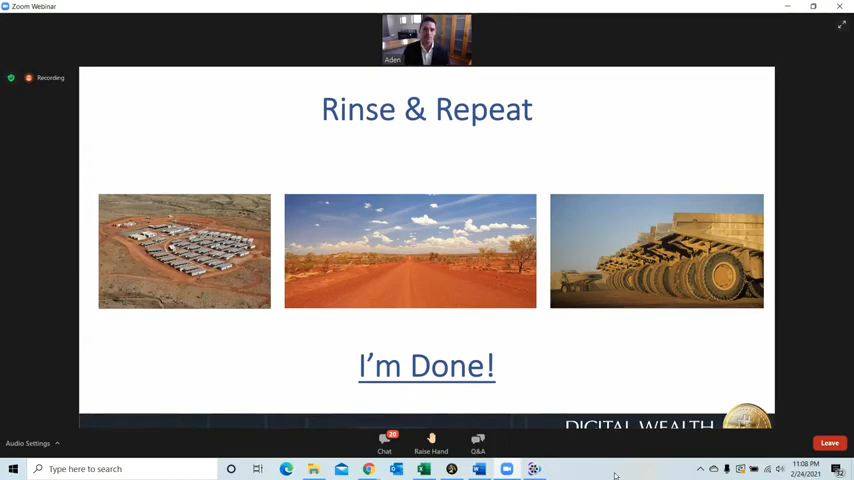 Zoom Webinar
Aden
Recording
Rinse & Repeat
I'm Done!
DIGITAL WEALTH
Audio Settings
20
Chat
Raise Hand
Q&A
Leave
Type here to search
11:08 PM
2/24/2021